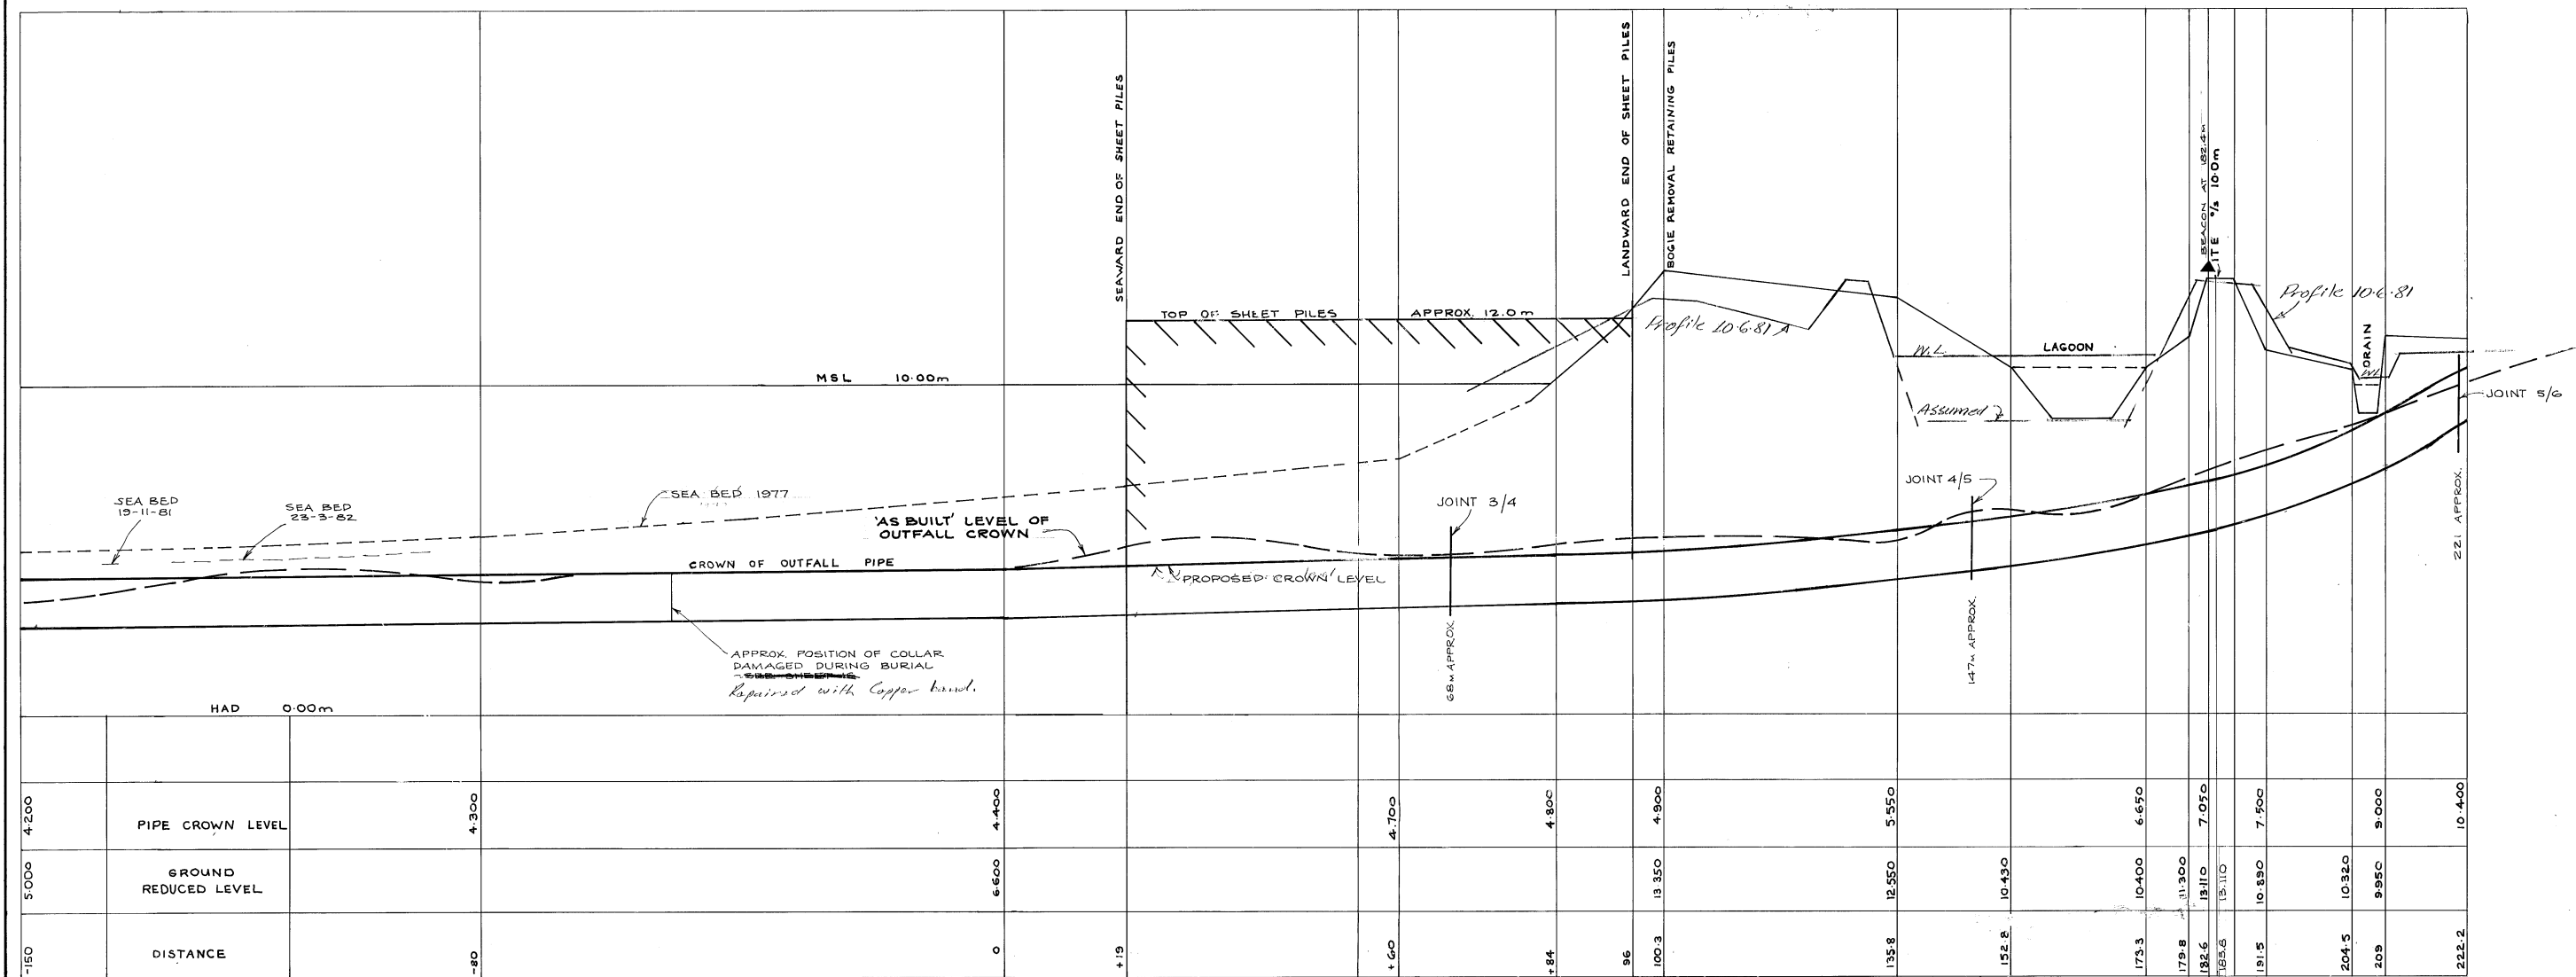 SEAWARD END OF SHEET PILES
LANDWARD END OF SHEET PILES
BOGIE REMOVAL RETAINING PILES
BEACON AT 182.4m
ITE o/s 10.0m
TOP OF SHEET PILES APPROX. 12.0m
Profile 10.6.81
Profile 10.6.81
W.L.
LAGOON
DRAIN
W.L.
MSL 10.00m
Assumed
JOINT 5/6
SEA BED
19-11-81
SEA BED
23-3-82
SEA BED 1977
'AS BUILT' LEVEL OF
OUTFALL CROWN
JOINT 3/4
JOINT 4/5
221 APPROX.
CROWN OF OUTFALL PIPE
PROPOSED CROWN LEVEL
APPROX. POSITION OF COLLAR
DAMAGED DURING BURIAL
SEE SHEET 15
Repaired with Copper band.
68m APPROX.
147m APPROX.
HAD 0.00m
PIPE CROWN LEVEL
4.200
4.300
4.400
4.700
4.800
4.900
5.550
6.650
7.050
7.500
9.000
10.400
GROUND
REDUCED LEVEL
5.000
6.600
13.350
12.550
10.430
10.400
11.300
13.110
13.110
10.890
10.320
9.950
DISTANCE
-150
-80
0
+19
+60
+84
96
100.3
135.8
152.8
173.3
179.8
182.6
185.8
191.5
204.5
209
222.2